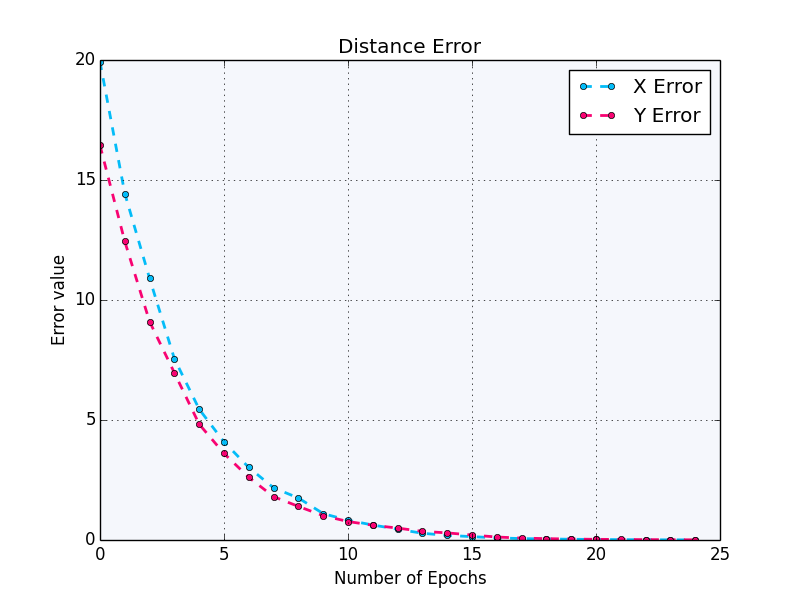 Distance Error
X Error
Y Error
20
15
10
5
0
Error value
0 5 10 15 20 25
Number of Epochs